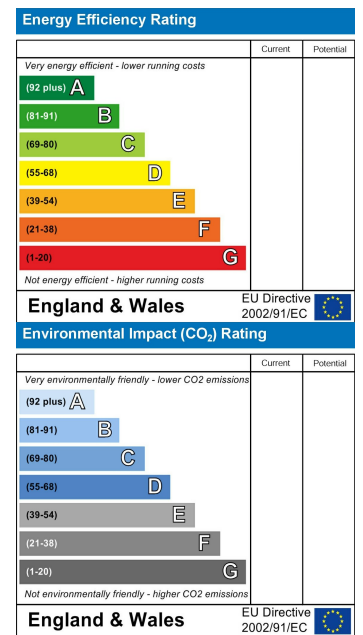 Energy Efficiency Rating
Current Potential
Very energy efficient - lower running costs
(92 plus) A
(81-91) B
(69-80) C
(55-68) D
(39-54) E
(21-38) F
(1-20) G
Not energy efficient - higher running costs
England & Wales
EU Directive
2002/91/EC
Environmental Impact (CO₂) Rating
Current Potential
Very environmentally friendly - lower CO2 emissions
(92 plus) A
(81-91) B
(69-80) C
(55-68) D
(39-54) E
(21-38) F
(1-20) G
Not environmentally friendly - higher CO2 emissions
England & Wales
EU Directive
2002/91/EC